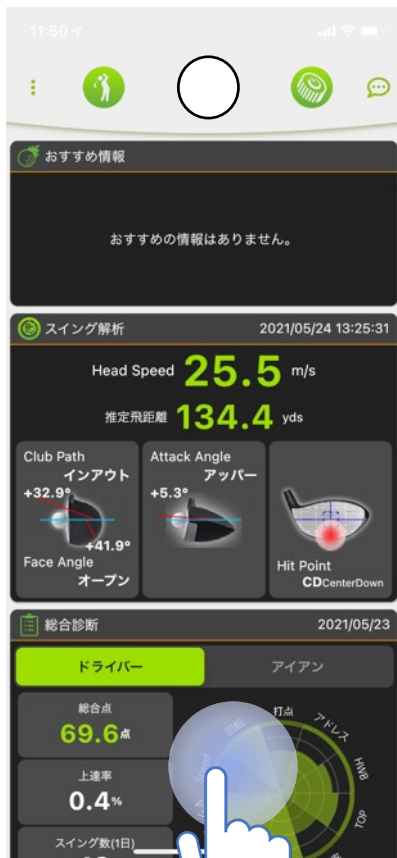 11:50
おすすめ情報
おすすめの情報はありません。
スイング解析 2021/05/24 13:25:31
Head Speed 25.5 m/s
推定飛距離 134.4 yds
Club Path
インアウト
+32.9°
+41.9°
Face Angle
オープン
Attack Angle
アッパー
+5.3°
Hit Point
CDCenterDown
総合診断 2021/05/23
ドライバー アイアン
総合点
69.6点
上達率
0.4%
スイング数(1日)
打点
アドレス
HWB
TOP
Speed